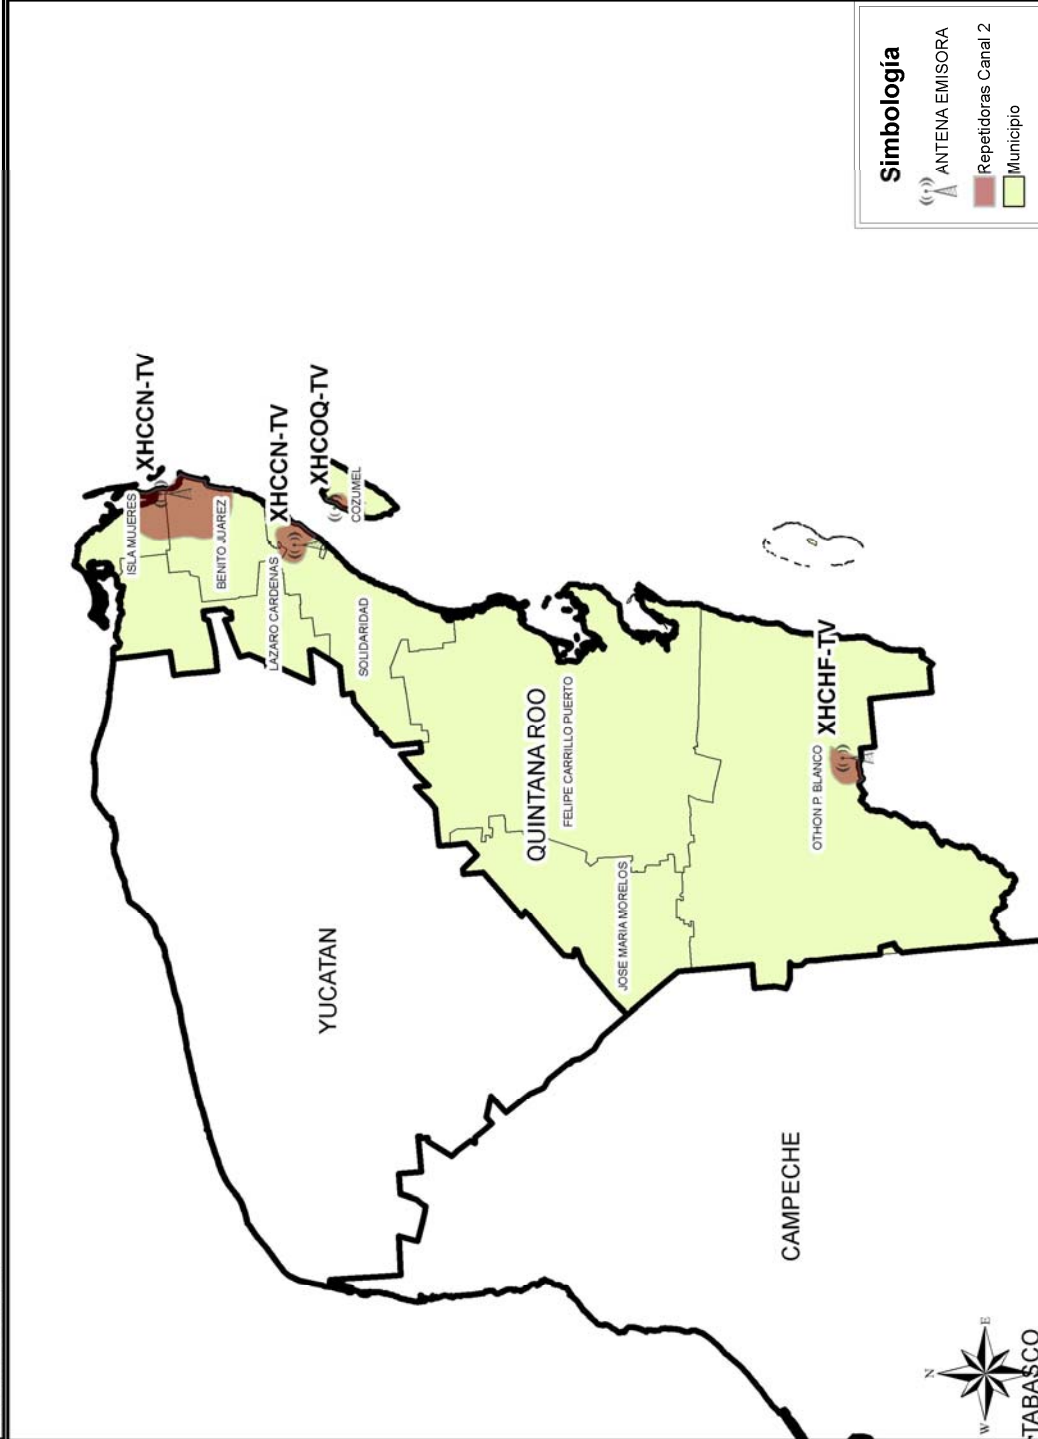 XHCCN-TV
ISLA MUJERES
BENITO JUAREZ
XHCCN-TV
LAZARO CARDENAS
XHCOQ-TV
COZUMEL
SOLIDARIDAD
YUCATAN
QUINTANA ROO
FELIPE CARRILLO PUERTO
JOSE MARIA MORELOS
XHCHF-TV
OTHON P. BLANCO
CAMPECHE
TABASCO
N
W
E
Simbología
ANTENA EMISORA
Repetidoras Canal 2
Municipio